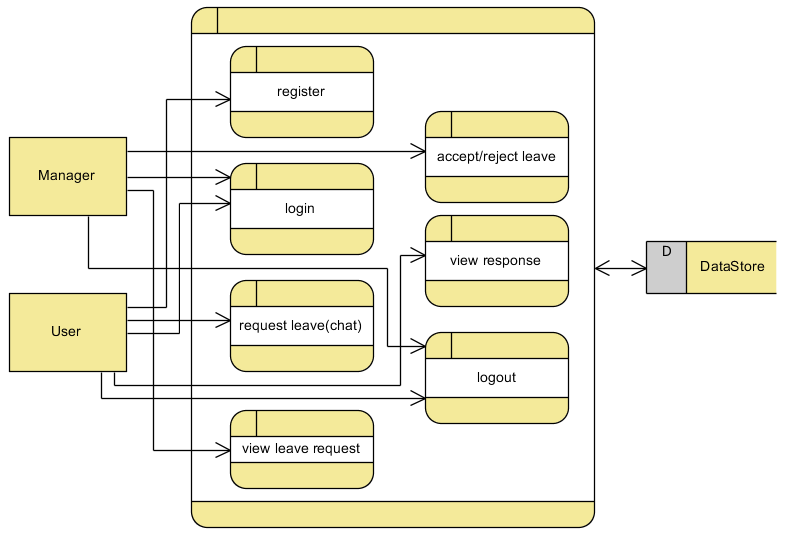 register
accept/reject leave
Manager
login
view response
D
DataStore
request leave(chat)
User
logout
view leave request